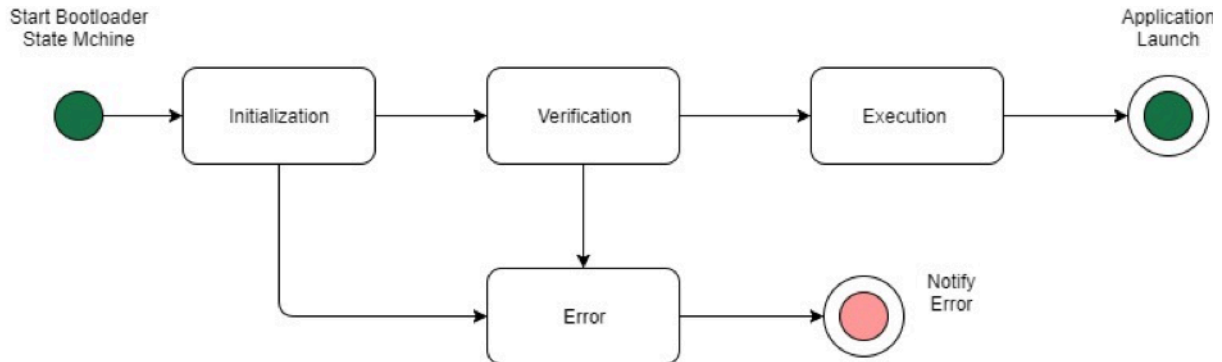 Start Bootloader
State Mchine
Application
Launch
Initialization
Verification
Execution
Error
Notify
Error